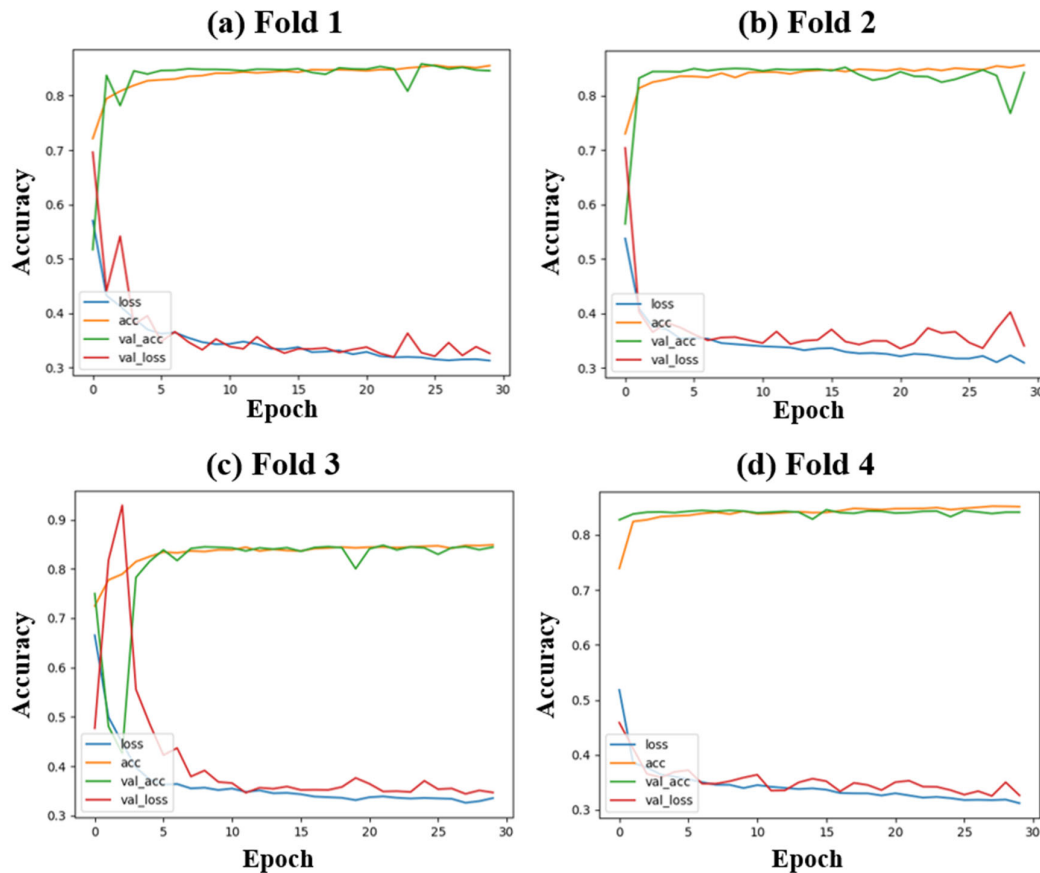 (a) Fold 1
Accuracy
0.8
0.7
0.6
0.5
0.4
0.3
loss
acc
val_acc
val_loss
0 5 10 15 20 25 30
Epoch
(b) Fold 2
Accuracy
0.8
0.7
0.6
0.5
0.4
0.3
loss
acc
val_acc
val_loss
0 5 10 15 20 25 30
Epoch
(c) Fold 3
Accuracy
0.9
0.8
0.7
0.6
0.5
0.4
0.3
loss
acc
val_acc
val_loss
0 5 10 15 20 25 30
Epoch
(d) Fold 4
Accuracy
0.8
0.7
0.6
0.5
0.4
0.3
loss
acc
val_acc
val_loss
0 5 10 15 20 25 30
Epoch